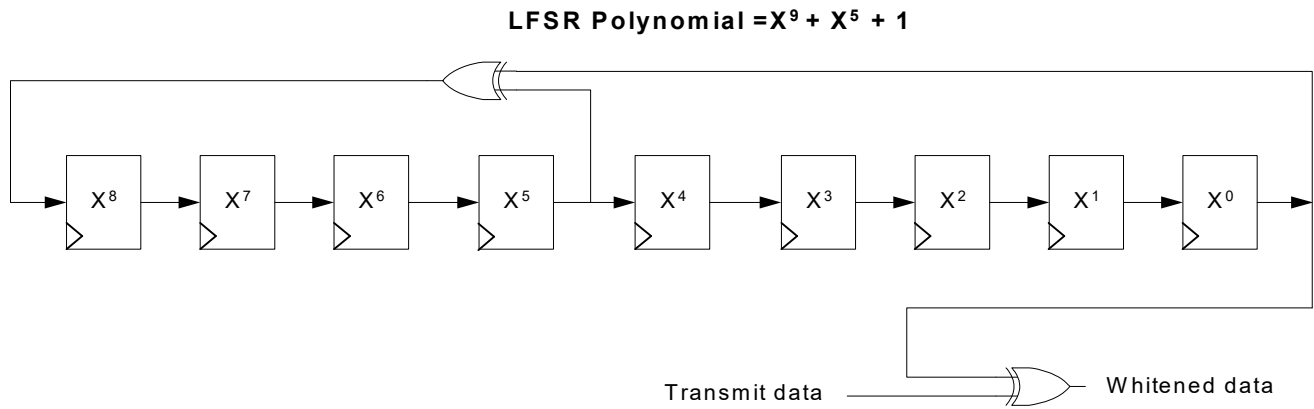 LFSR Polynomial =X⁹ + X⁵ + 1
X⁸ X⁷ X⁶ X⁵ X⁴ X³ X² X¹ X⁰
Transmit data Whitened data